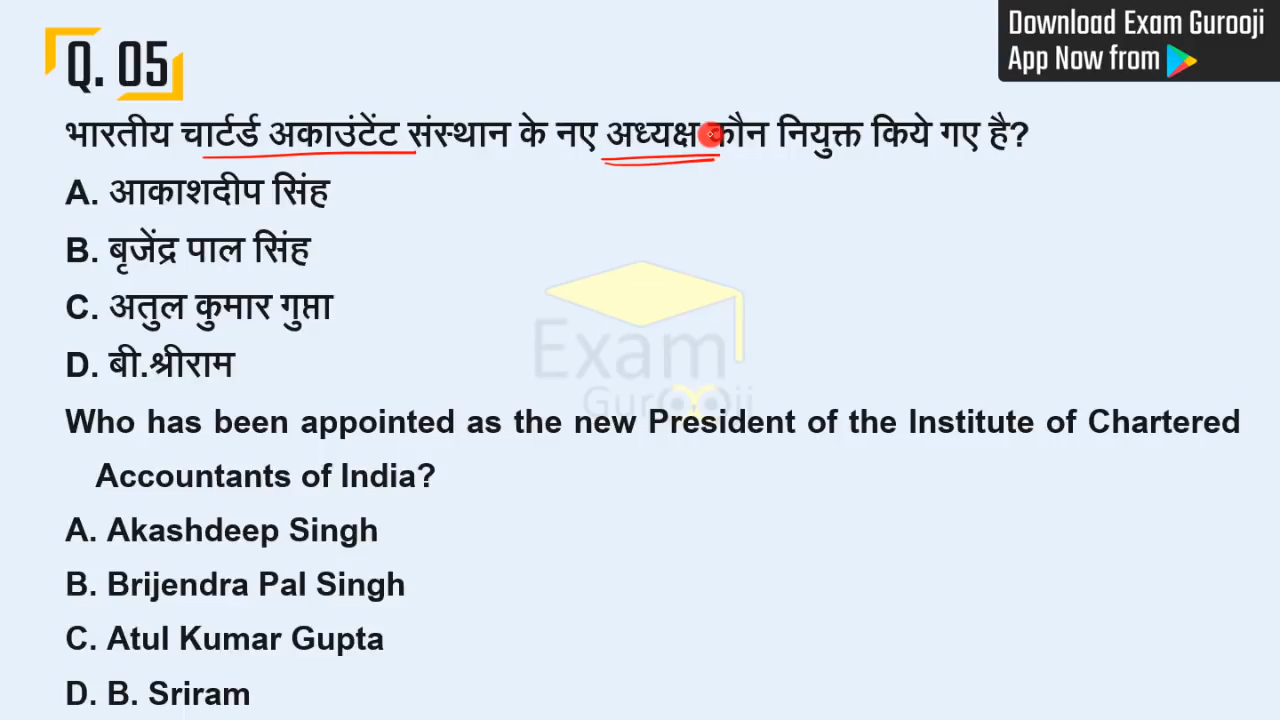 Download Exam Gurooji
App Now from
Q. 05
भारतीय चार्टर्ड अकाउंटेंट संस्थान के नए अध्यक्ष कौन नियुक्त किये गए है?
A. आकाशदीप सिंह
B. बृजेंद्र पाल सिंह
C. अतुल कुमार गुप्ता
D. बी.श्रीराम
Exam
Gurooji
Who has been appointed as the new President of the Institute of Chartered
Accountants of India?
A. Akashdeep Singh
B. Brijendra Pal Singh
C. Atul Kumar Gupta
D. B. Sriram